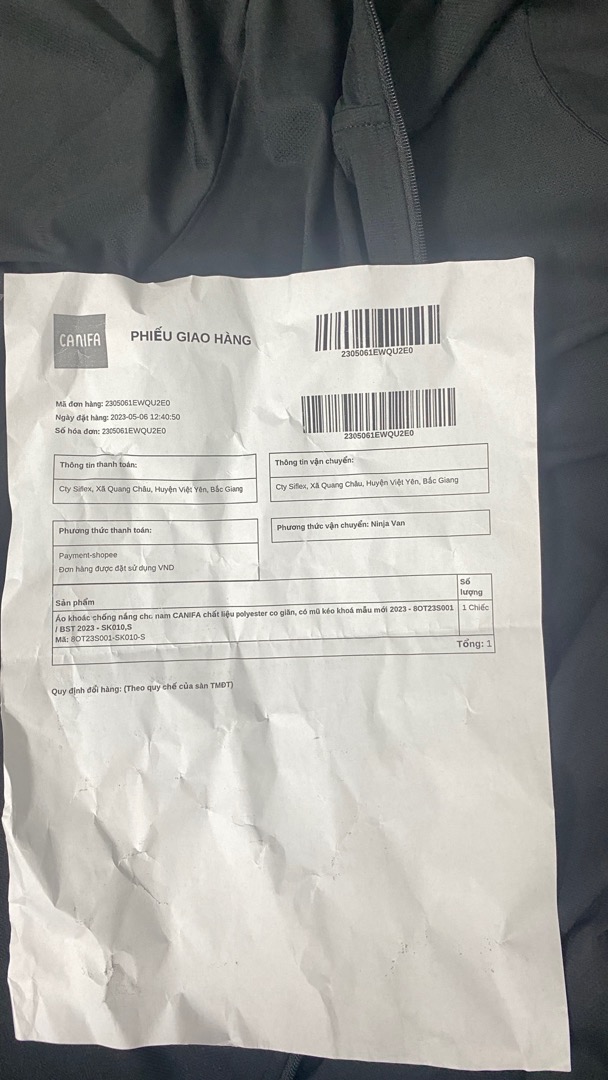 CANIFA
PHIẾU GIAO HÀNG
2305061EWQU2E0
Mã đơn hàng: 2305061EWQU2E0
Ngày đặt hàng: 2023-05-06 12:40:50
Số hóa đơn: 2305061EWQU2E0
2305061EWQU2E0
Thông tin thanh toán:
Cty Siflex, Xã Quang Châu, Huyện Việt Yên, Bắc Giang
Thông tin vận chuyển:
Cty Siflex, Xã Quang Châu, Huyện Việt Yên, Bắc Giang
Phương thức thanh toán:
Payment-shopee
Đơn hàng được đặt sử dụng VND
Phương thức vận chuyển: Ninja Van
Sản phẩm
Số
lượng
Áo khoác chống nắng cho nam CANIFA chất liệu polyester co giãn, có mũ kéo khoá mẫu mới 2023 - 8OT23S001
/ BST 2023 - SK010,S
Mã: 8OT23S001-SK010-S
1 Chiếc
Tổng: 1
Quy định đổi hàng: (Theo quy chế của sàn TMĐT)